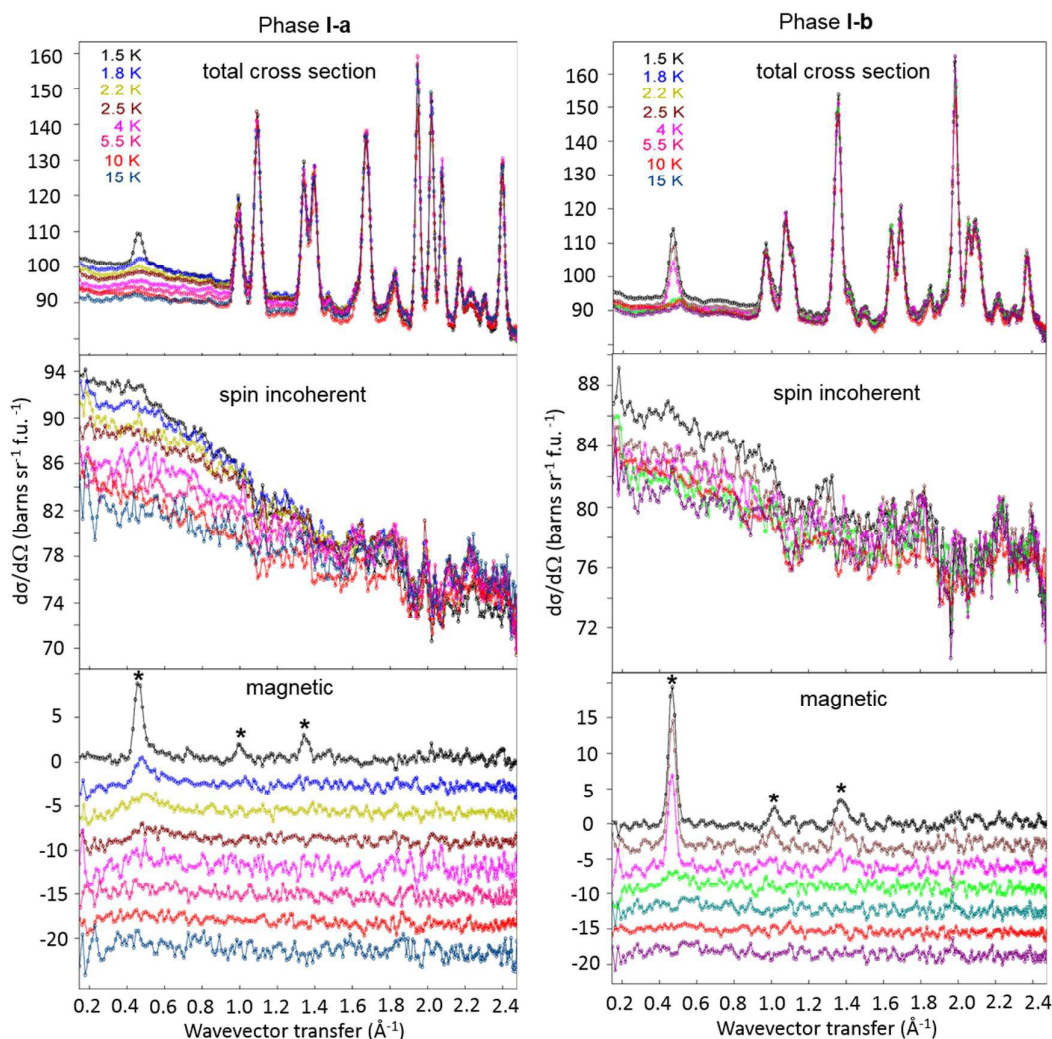 Phase I-a
total cross section
1.5 K
1.8 K
2.2 K
2.5 K
4 K
5.5 K
10 K
15 K
160
150
140
130
120
110
100
90
spin incoherent
94
90
86
82
78
74
70
magnetic
* * *
5
0
-5
-10
-15
-20
0.2 0.4 0.6 0.8 1.0 1.2 1.4 1.6 1.8 2.0 2.2 2.4
Wavevector transfer (Å-1)
dσ/dΩ (barns sr-1 f.u. -1)
Phase I-b
total cross section
1.5 K
1.8 K
2.2 K
2.5 K
4 K
5.5 K
10 K
15 K
160
150
140
130
120
110
100
90
spin incoherent
88
84
80
76
72
magnetic
* * *
15
10
5
0
-5
-10
-15
-20
0.2 0.4 0.6 0.8 1.0 1.2 1.4 1.6 1.8 2.0 2.2 2.4
Wavevector transfer (Å-1)
dσ/dΩ (barns sr-1 f.u. -1)